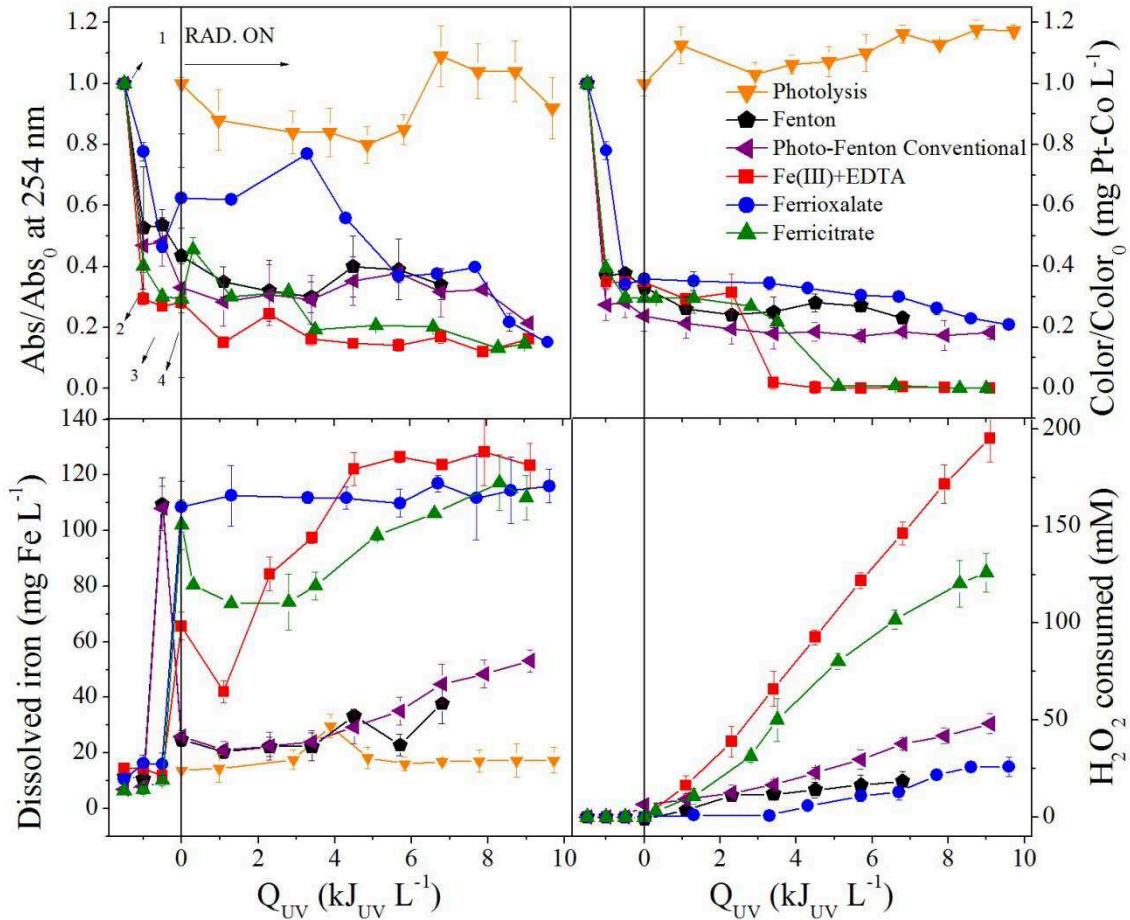 1.2
1.0
0.8
0.6
0.4
0.2
0.0
Abs/Abs₀ at 254 nm
1
RAD. ON
2
3
4
Photolysis
Fenton
Photo-Fenton Conventional
Fe(III)+EDTA
Ferrioxalate
Ferricitrate
1.2
1.0
0.8
0.6
0.4
0.2
0.0
Color/Color₀ (mg Pt-Co L⁻¹)
140
120
100
80
60
40
20
0
Dissolved iron (mg Fe L⁻¹)
0 2 4 6 8 10
Q_UV (kJ_UV L⁻¹)
200
150
100
50
0
H₂O₂ consumed (mM)
0 2 4 6 8 10
Q_UV (kJ_UV L⁻¹)